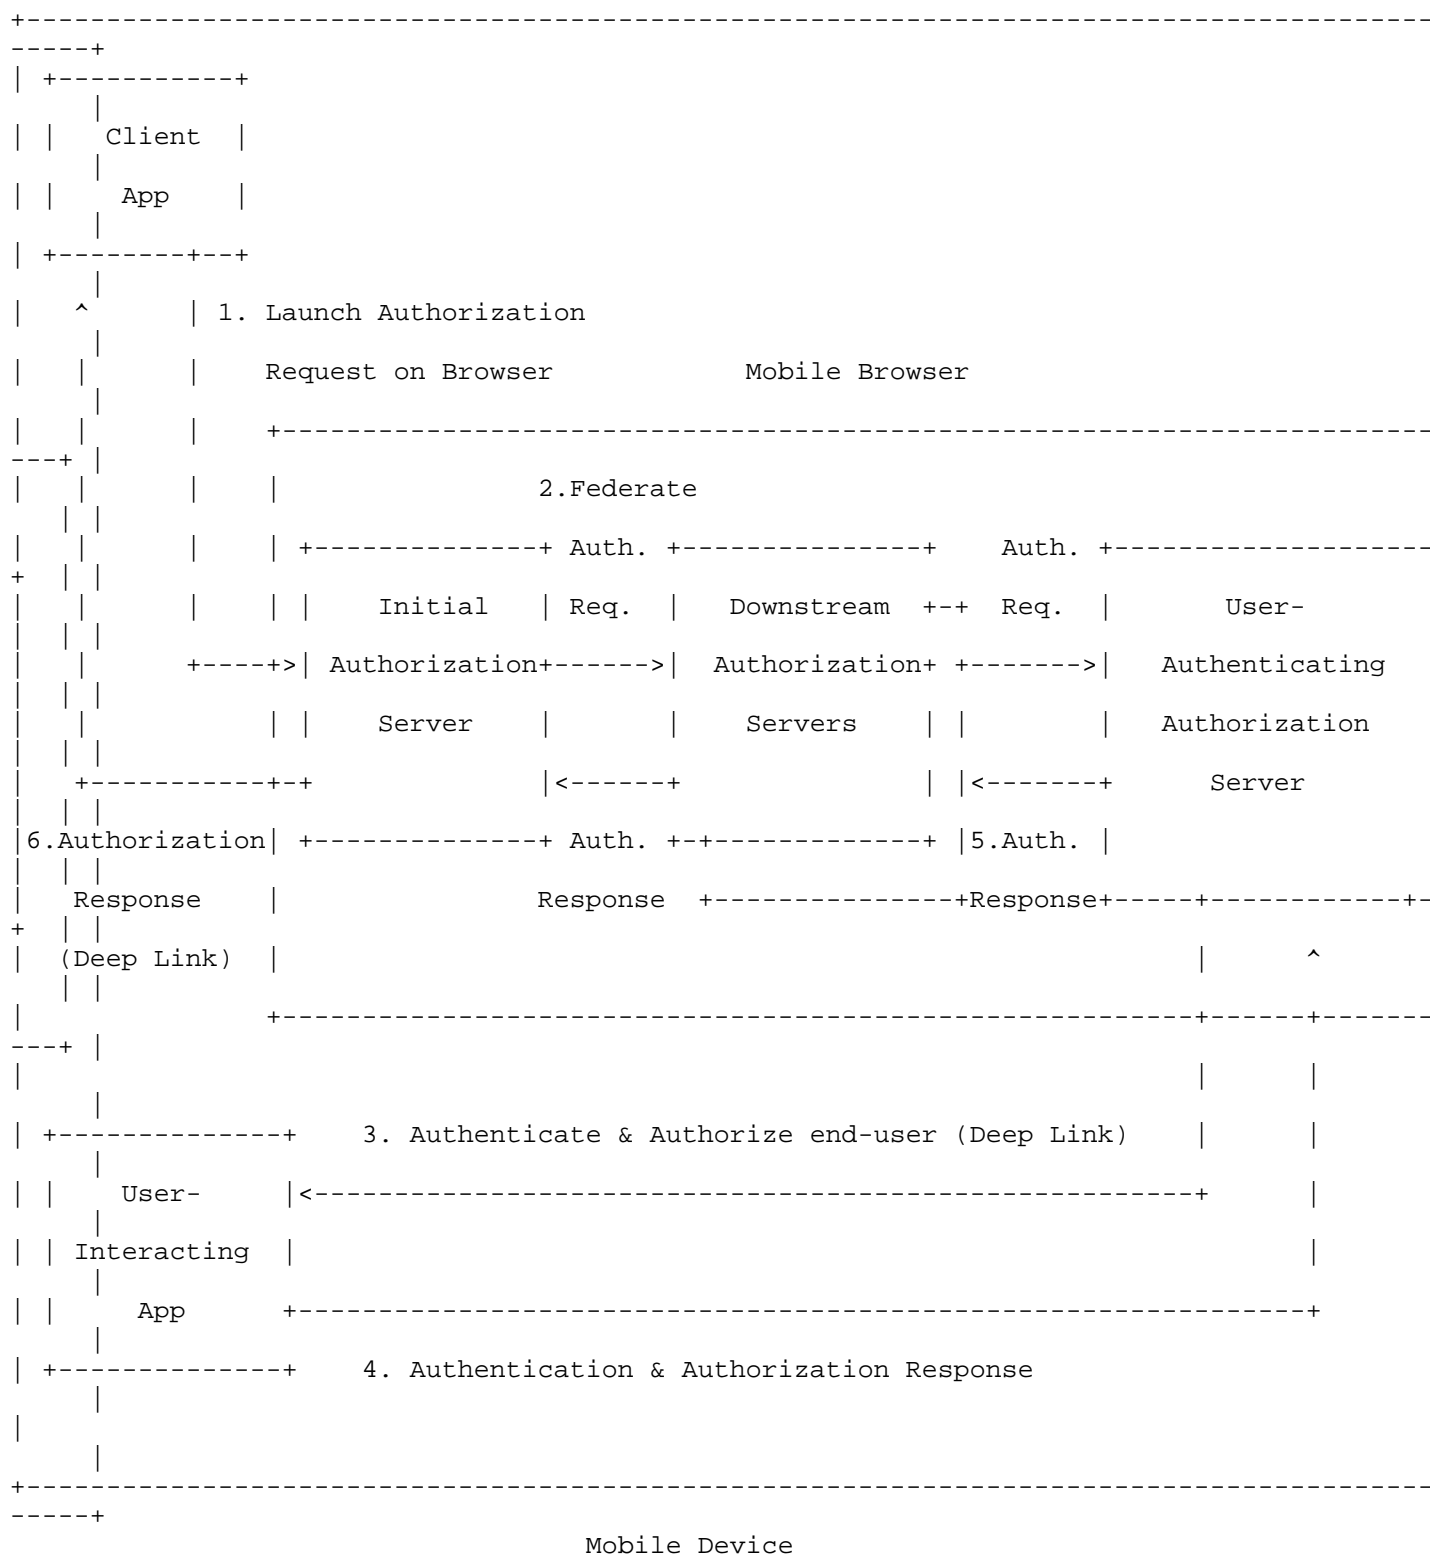 +-----------------------------------------------------------------------------------------
-----+
| +-----------+
     |
| |   Client  |
     |
| |    App    |
     |
| +--------+--+
     |
|   ^      | 1. Launch Authorization
     |
|   |      |    Request on Browser            Mobile Browser
     |
|   |      |    +------------------------------------------------------------------------
---+ |
|   |      |    |                2.Federate
   | |
|   |      |    | +--------------+ Auth. +---------------+    Auth. +--------------------
+  | |
|   |      |    | |    Initial   | Req.  |   Downstream  +-+  Req.  |       User-
|  | |
|   |      +----+>| Authorization+------>|  Authorization+ +------->|   Authenticating
|  | |
|   |           | |    Server    |       |    Servers    | |        |   Authorization
|  | |
|   +-----------+-+              |<------+               | |<-------+      Server
|  | |
|6.Authorization| +--------------+ Auth. +-+-------------+ |5.Auth. |
|  | |
|   Response    |                Response  +---------------+Response+-----+------------+-
+  | |
|  (Deep Link)  |                                                         |      ^
   | |
|               +---------------------------------------------------------+------+-------
---+ |
|                                                                         |      |
     |
| +--------------+    3. Authenticate & Authorize end-user (Deep Link)    |      |
     |
| |    User-     |<-------------------------------------------------------+      |
     |
| | Interacting  |                                                               |
     |
| |     App      +---------------------------------------------------------------+
     |
| +--------------+    4. Authentication & Authorization Response
     |
|
     |
+-----------------------------------------------------------------------------------------
-----+
                                   Mobile Device